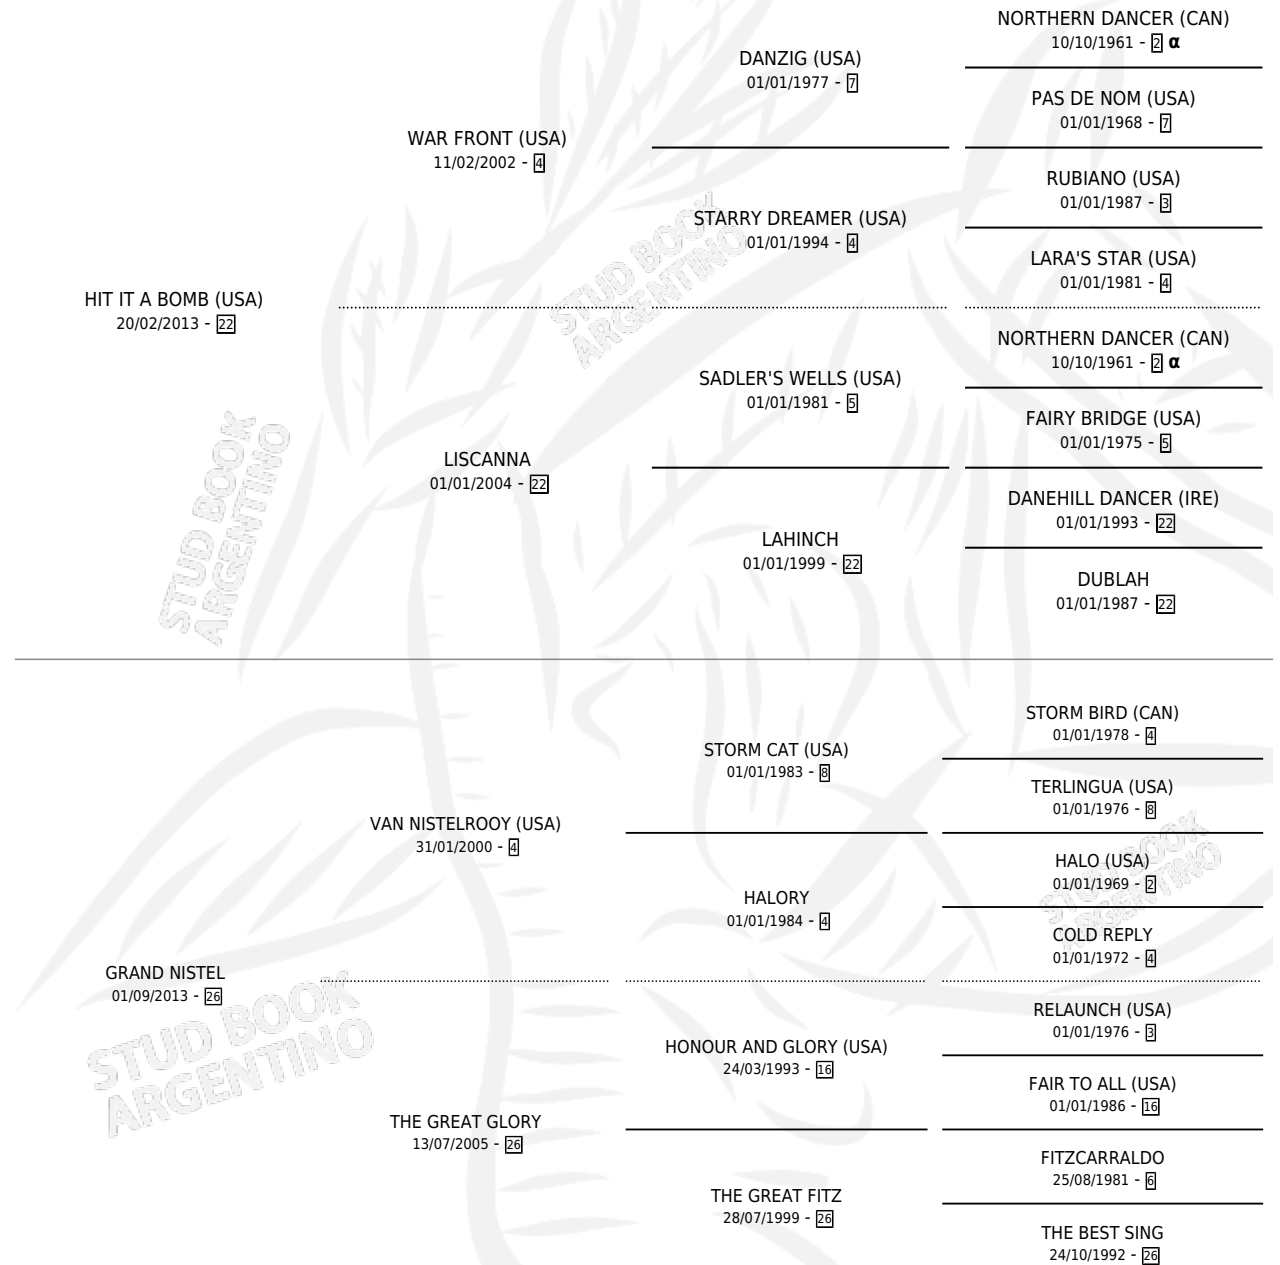 NORTHERN DANCER (CAN)
10/10/1961 - 2 α
DANZIG (USA)
01/01/1977 - 7
PAS DE NOM (USA)
01/01/1968 - 7
WAR FRONT (USA)
11/02/2002 - 4
RUBIANO (USA)
01/01/1987 - 3
STARRY DREAMER (USA)
01/01/1994 - 4
LARA'S STAR (USA)
01/01/1981 - 4
HIT IT A BOMB (USA)
20/02/2013 - 22
NORTHERN DANCER (CAN)
10/10/1961 - 2 α
SADLER'S WELLS (USA)
01/01/1981 - 5
FAIRY BRIDGE (USA)
01/01/1975 - 5
LISCANNA
01/01/2004 - 22
DANEHILL DANCER (IRE)
01/01/1993 - 22
LAHINCH
01/01/1999 - 22
DUBLAH
01/01/1987 - 22
STORM BIRD (CAN)
01/01/1978 - 4
STORM CAT (USA)
01/01/1983 - 8
TERLINGUA (USA)
01/01/1976 - 8
VAN NISTELROOY (USA)
31/01/2000 - 4
HALO (USA)
01/01/1969 - 2
HALORY
01/01/1984 - 4
COLD REPLY
01/01/1972 - 4
GRAND NISTEL
01/09/2013 - 26
RELAUNCH (USA)
01/01/1976 - 3
HONOUR AND GLORY (USA)
24/03/1993 - 16
FAIR TO ALL (USA)
01/01/1986 - 16
THE GREAT GLORY
13/07/2005 - 26
FITZCARRALDO
25/08/1981 - 6
THE GREAT FITZ
28/07/1999 - 26
THE BEST SING
24/10/1992 - 26
STUD BOOK
ARGENTINO
STUD BOOK
ARGENTINO
STUD BOOK
ARGENTINO
STUD BOOK
ARGENTINO